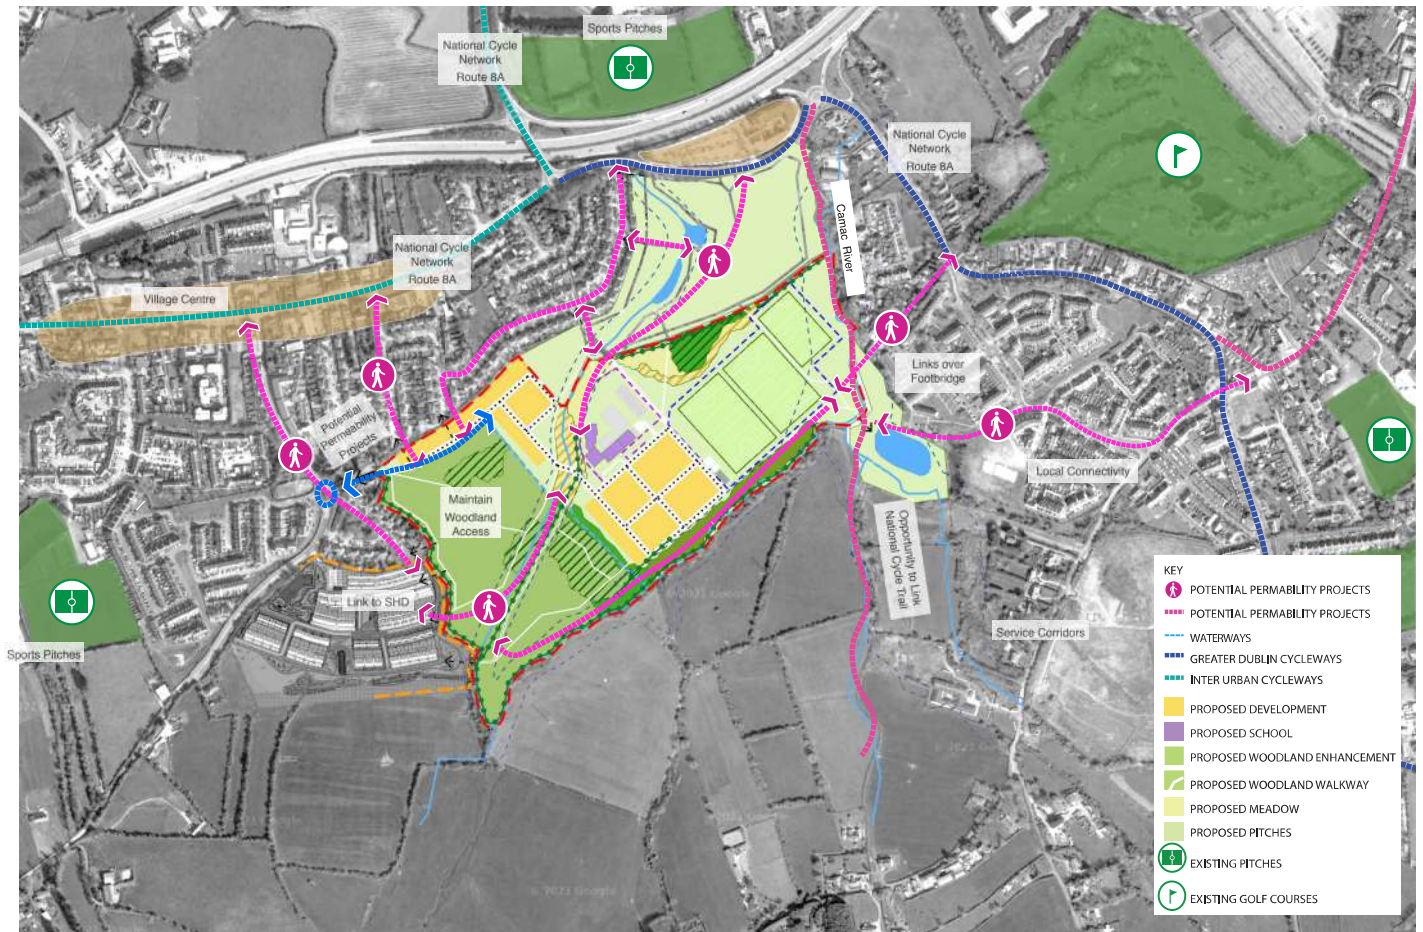 Sports Pitches
National Cycle
Network
Route 8A
National Cycle
Network
Route 8A
Camac River
National Cycle
Network
Route 8A
Village Centre
Links over
Footbridge
Potential
Permeability
Projects
Local Connectivity
Maintain
Woodland
Access
Opportunity to Link
National Cycle Trail
Link to SHD
Service Corridors
Sports Pitches
KEY
POTENTIAL PERMABILITY PROJECTS
POTENTIAL PERMABILITY PROJECTS
WATERWAYS
GREATER DUBLIN CYCLEWAYS
INTER URBAN CYCLEWAYS
PROPOSED DEVELOPMENT
PROPOSED SCHOOL
PROPOSED WOODLAND ENHANCEMENT
PROPOSED WOODLAND WALKWAY
PROPOSED MEADOW
PROPOSED PITCHES
EXISTING PITCHES
EXISTING GOLF COURSES